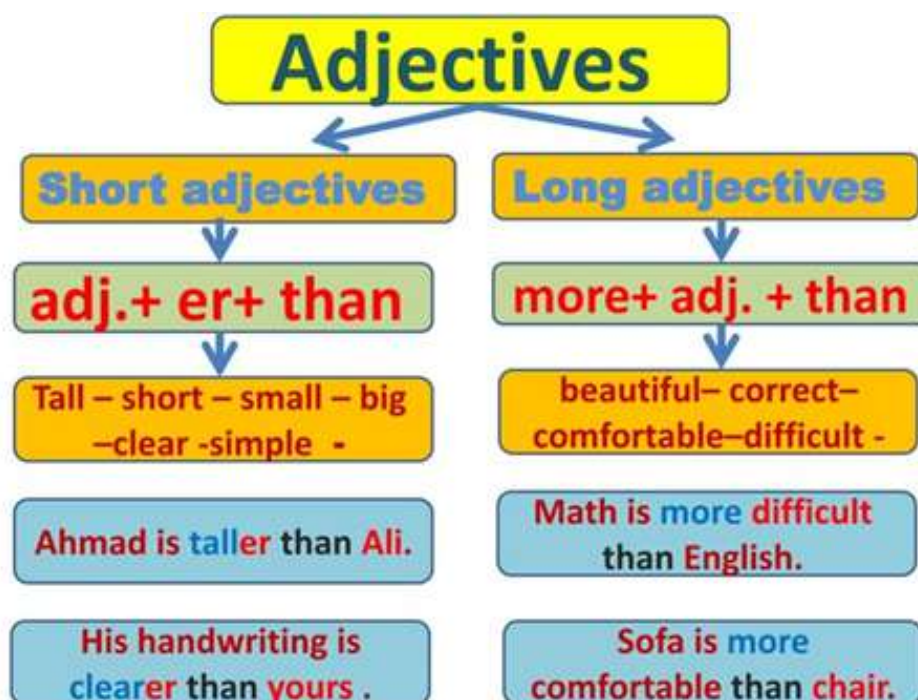 Adjectives
Short adjectives
adj.+ er+ than
Tall – short – small – big
–clear -simple  -
Ahmad is taller than Ali.
His handwriting is
clearer than yours .
Long adjectives
more+ adj. + than
beautiful– correct–
comfortable–difficult -
Math is more difficult
than English.
Sofa is more
comfortable than chair.